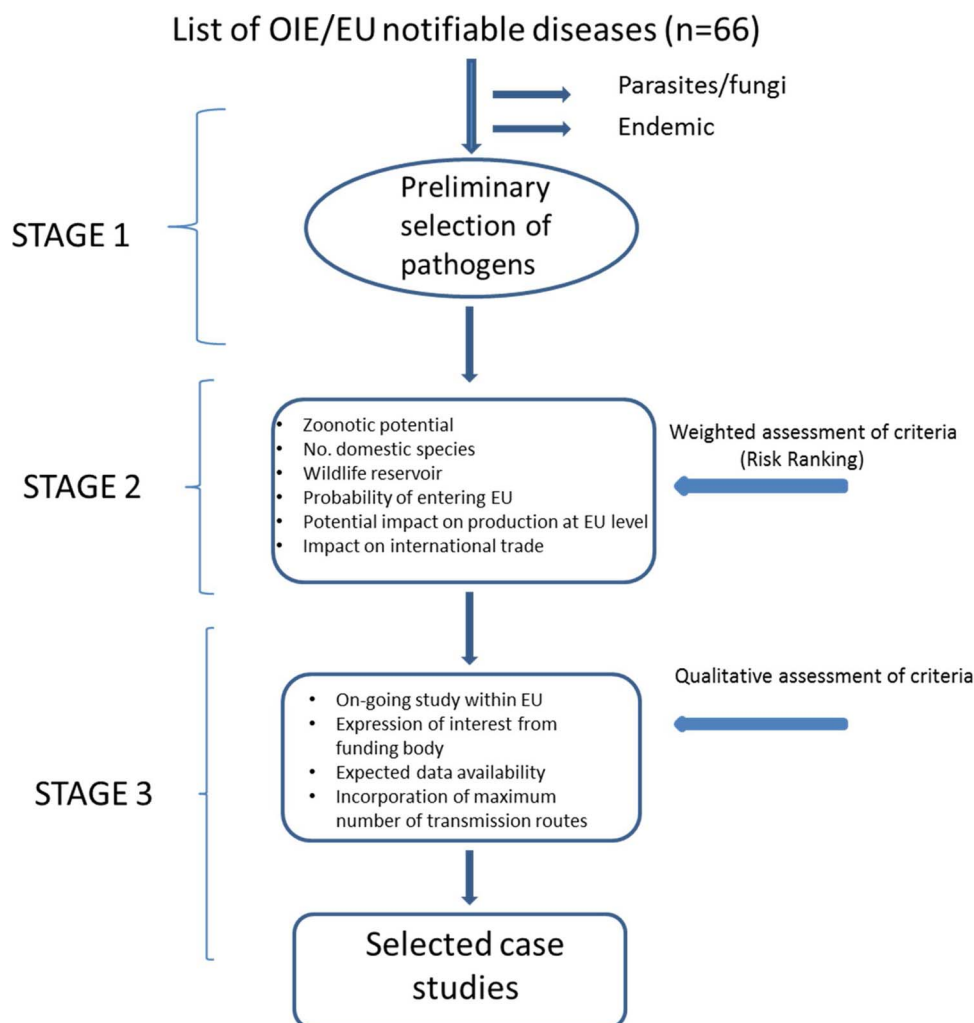 List of OIE/EU notifiable diseases (n=66)
Parasites/fungi
Endemic
STAGE 1
Preliminary
selection of
pathogens
STAGE 2
• Zoonotic potential
• No. domestic species
• Wildlife reservoir
• Probability of entering EU
• Potential impact on production at EU level
• Impact on international trade
Weighted assessment of criteria
(Risk Ranking)
STAGE 3
• On-going study within EU
• Expression of interest from
funding body
• Expected data availability
• Incorporation of maximum
number of transmission routes
Qualitative assessment of criteria
Selected case
studies